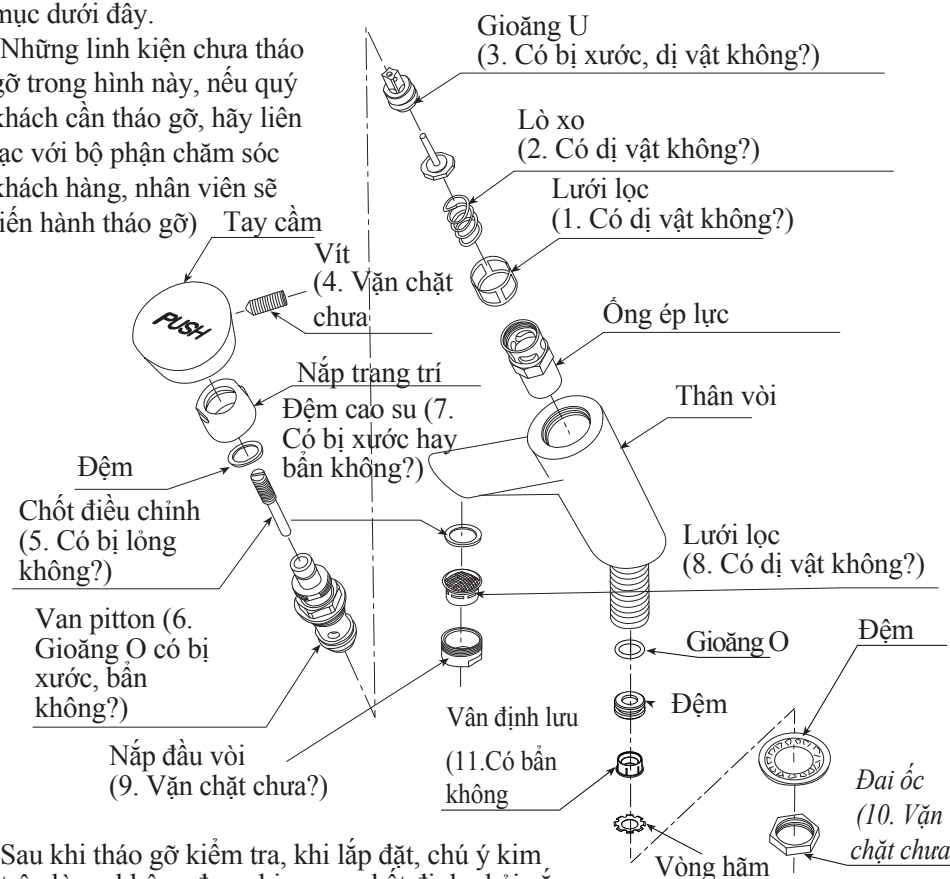 mục dưới đây.
Những linh kiện chưa tháo
gỡ trong hình này, nếu quý
khách cần tháo gỡ, hãy liên
lạc với bộ phận chăm sóc
khách hàng, nhân viên sẽ
tiến hành tháo gỡ)
Gioăng U
(3. Có bị xước, dị vật không?)
Lò xo
(2. Có dị vật không?)
Lưới lọc
(1. Có dị vật không?)
Tay cầm
Vít
(4. Vặn chặt
chưa
PUSH
Ống ép lực
Nắp trang trí
Thân vòi
Đệm cao su (7.
Có bị xước hay
bẩn không?)
Đệm
Chốt điều chỉnh
(5. Có bị lỏng
không?)
Lưới lọc
(8. Có dị vật không?)
Van pitton (6.
Gioăng O có bị
xước, bẩn
không?)
Gioăng O
Đệm
Đệm
Vân định lưu
(11.Có bẩn
không
Nắp đầu vòi
(9. Vặn chặt chưa?)
Đai ốc
(10. Vặn
chặt chưa
Vòng hãm
Sau khi tháo gỡ kiểm tra, khi lắp đặt, chú ý kim